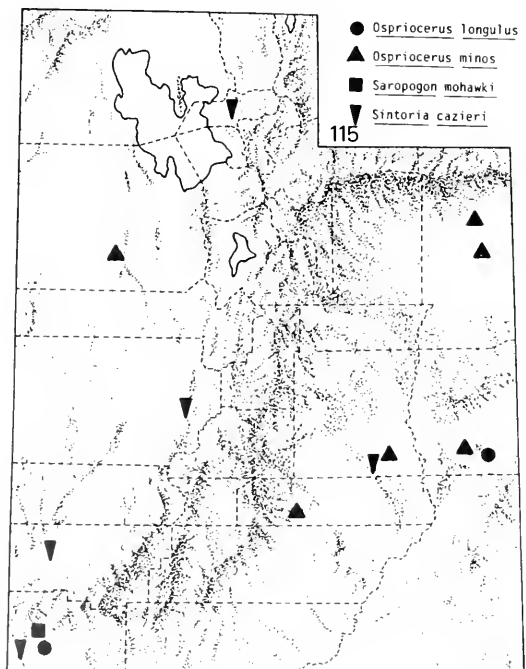 Ospriocerus longulus
Ospriocerus minos
Saropogon mohawki
Sintoria cazieri
115